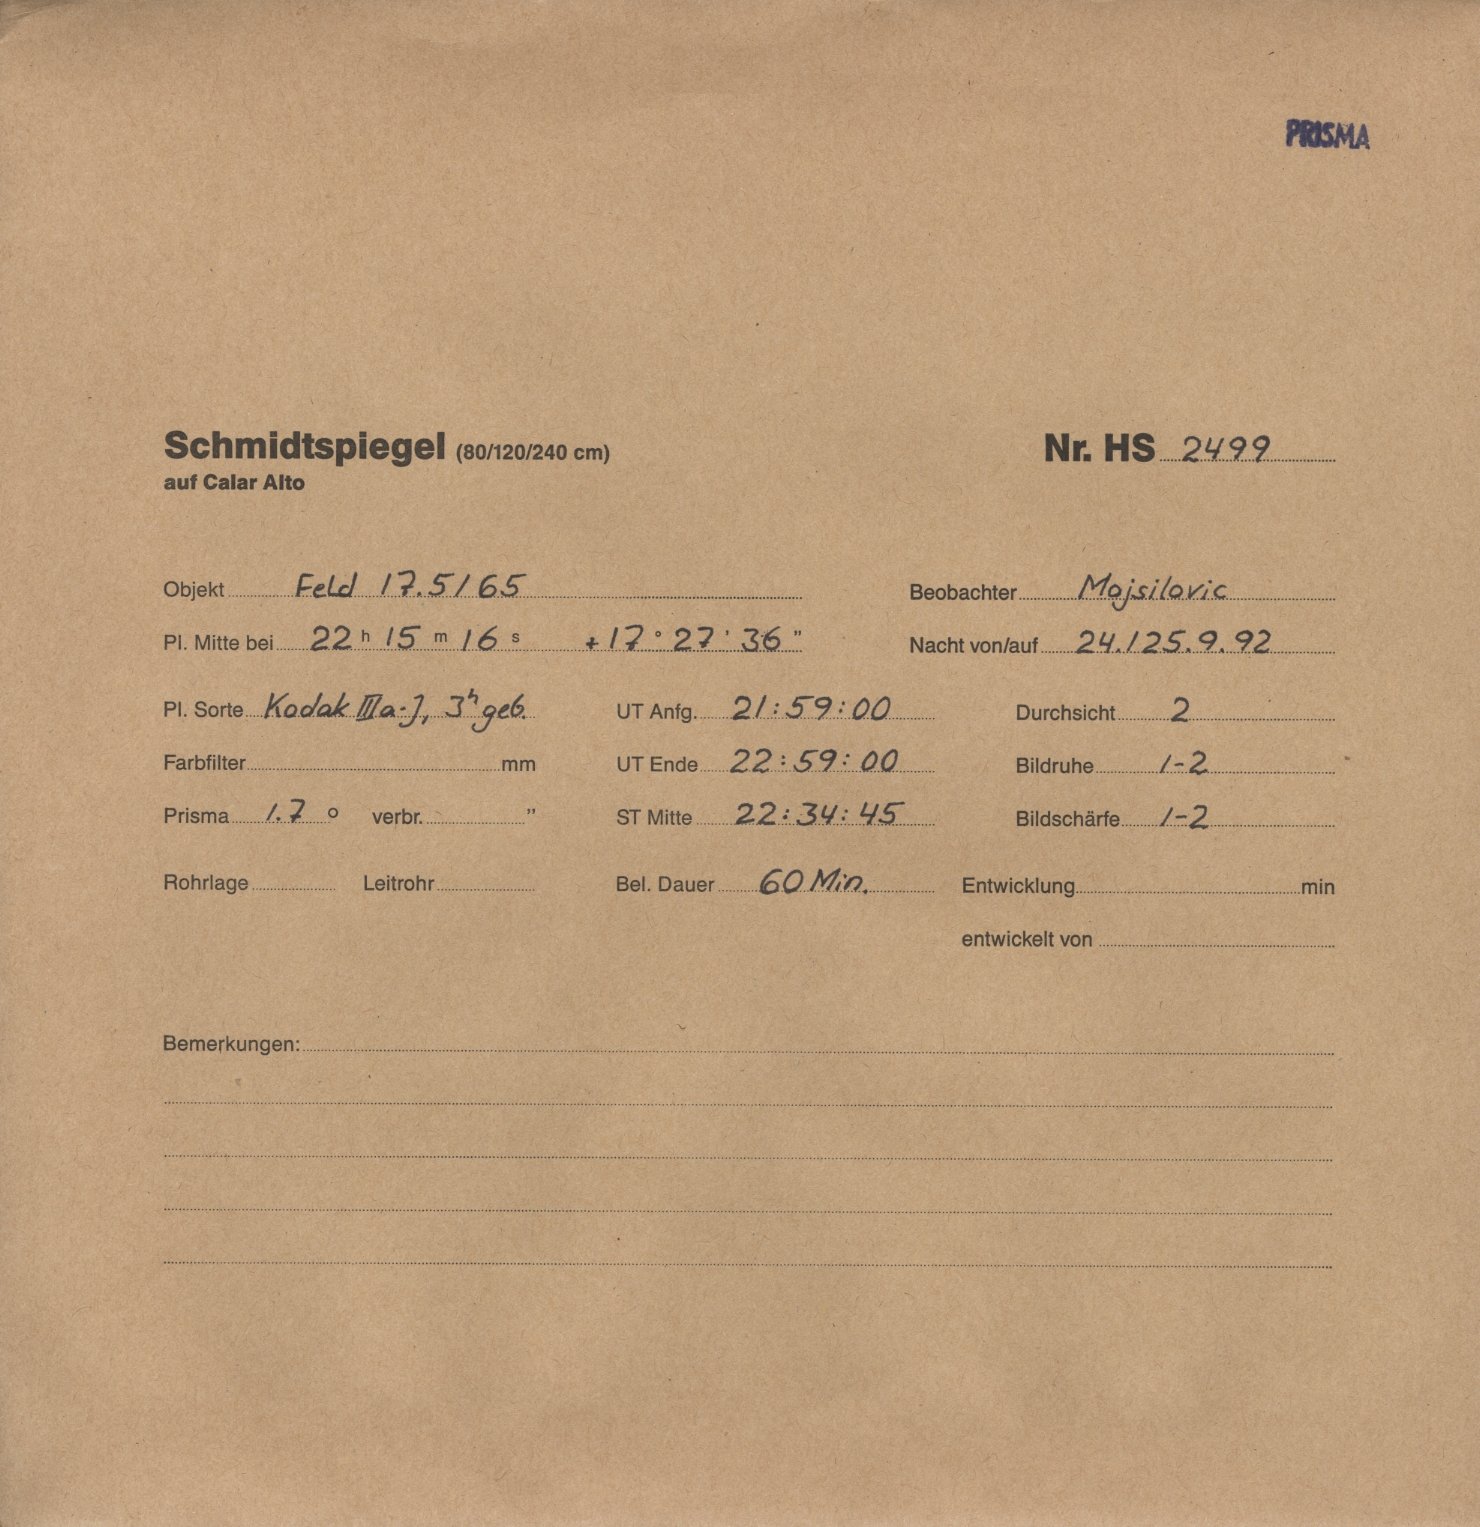 PRISMA
Schmidtspiegel (80/120/240 cm) Nr. HS 2499
auf Calar Alto
Objekt Feld 17.5/65 Beobachter Mojsilovic
Pl. Mitte bei 22 h 15 m 16 s +17° 27' 36" Nacht von/auf 24./25.9.92
Pl. Sorte Kodak IIIa-J, 3h geb. UT Anfg. 21:59:00 Durchsicht 2
Farbfilter mm UT Ende 22:59:00 Bildruhe 1-2
Prisma 1.7 ° verbr. " ST Mitte 22:34:45 Bildschärfe 1-2
Rohrlage Leitrohr Bel. Dauer 60 Min. Entwicklung min
entwickelt von
Bemerkungen: